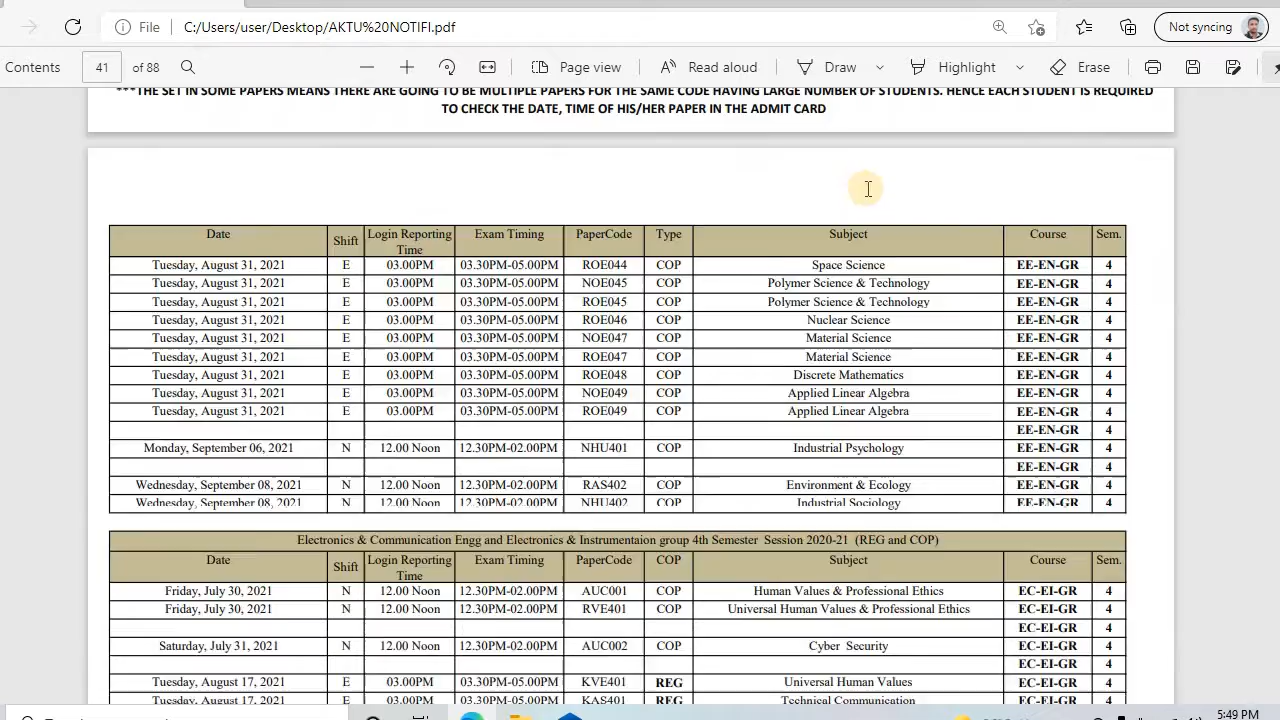 File C:/Users/user/Desktop/AKTU%20NOTIFI.pdf Not syncing
Contents 41 of 88 Page view Read aloud Draw Highlight Erase
***THE SET IN SOME PAPERS MEANS THERE ARE GOING TO BE MULTIPLE PAPERS FOR THE SAME CODE HAVING LARGE NUMBER OF STUDENTS. HENCE EACH STUDENT IS REQUIRED
TO CHECK THE DATE, TIME OF HIS/HER PAPER IN THE ADMIT CARD
Date Shift Login Reporting Time Exam Timing PaperCode Type Subject Course Sem.
Tuesday, August 31, 2021 E 03.00PM 03.30PM-05.00PM ROE044 COP Space Science EE-EN-GR 4
Tuesday, August 31, 2021 E 03.00PM 03.30PM-05.00PM NOE045 COP Polymer Science & Technology EE-EN-GR 4
Tuesday, August 31, 2021 E 03.00PM 03.30PM-05.00PM ROE045 COP Polymer Science & Technology EE-EN-GR 4
Tuesday, August 31, 2021 E 03.00PM 03.30PM-05.00PM ROE046 COP Nuclear Science EE-EN-GR 4
Tuesday, August 31, 2021 E 03.00PM 03.30PM-05.00PM NOE047 COP Material Science EE-EN-GR 4
Tuesday, August 31, 2021 E 03.00PM 03.30PM-05.00PM ROE047 COP Material Science EE-EN-GR 4
Tuesday, August 31, 2021 E 03.00PM 03.30PM-05.00PM ROE048 COP Discrete Mathematics EE-EN-GR 4
Tuesday, August 31, 2021 E 03.00PM 03.30PM-05.00PM NOE049 COP Applied Linear Algebra EE-EN-GR 4
Tuesday, August 31, 2021 E 03.00PM 03.30PM-05.00PM ROE049 COP Applied Linear Algebra EE-EN-GR 4
EE-EN-GR 4
Monday, September 06, 2021 N 12.00 Noon 12.30PM-02.00PM NHU401 COP Industrial Psychology EE-EN-GR 4
EE-EN-GR 4
Wednesday, September 08, 2021 N 12.00 Noon 12.30PM-02.00PM RAS402 COP Environment & Ecology EE-EN-GR 4
Wednesday, September 08, 2021 N 12.00 Noon 12.30PM-02.00PM NHU402 COP Industrial Sociology EE-EN-GR 4
Electronics & Communication Engg and Electronics & Instrumentaion group 4th Semester Session 2020-21 (REG and COP)
Date Shift Login Reporting Time Exam Timing PaperCode COP Subject Course Sem.
Friday, July 30, 2021 N 12.00 Noon 12.30PM-02.00PM AUC001 COP Human Values & Professional Ethics EC-EI-GR 4
Friday, July 30, 2021 N 12.00 Noon 12.30PM-02.00PM RVE401 COP Universal Human Values & Professional Ethics EC-EI-GR 4
EC-EI-GR 4
Saturday, July 31, 2021 N 12.00 Noon 12.30PM-02.00PM AUC002 COP Cyber Security EC-EI-GR 4
EC-EI-GR 4
Tuesday, August 17, 2021 E 03.00PM 03.30PM-05.00PM KVE401 REG Universal Human Values EC-EI-GR 4
Tuesday, August 17, 2021 E 03.00PM 03.30PM-05.00PM KAS401 REG Technical Communication EC-EI-GR 4
5:49 PM